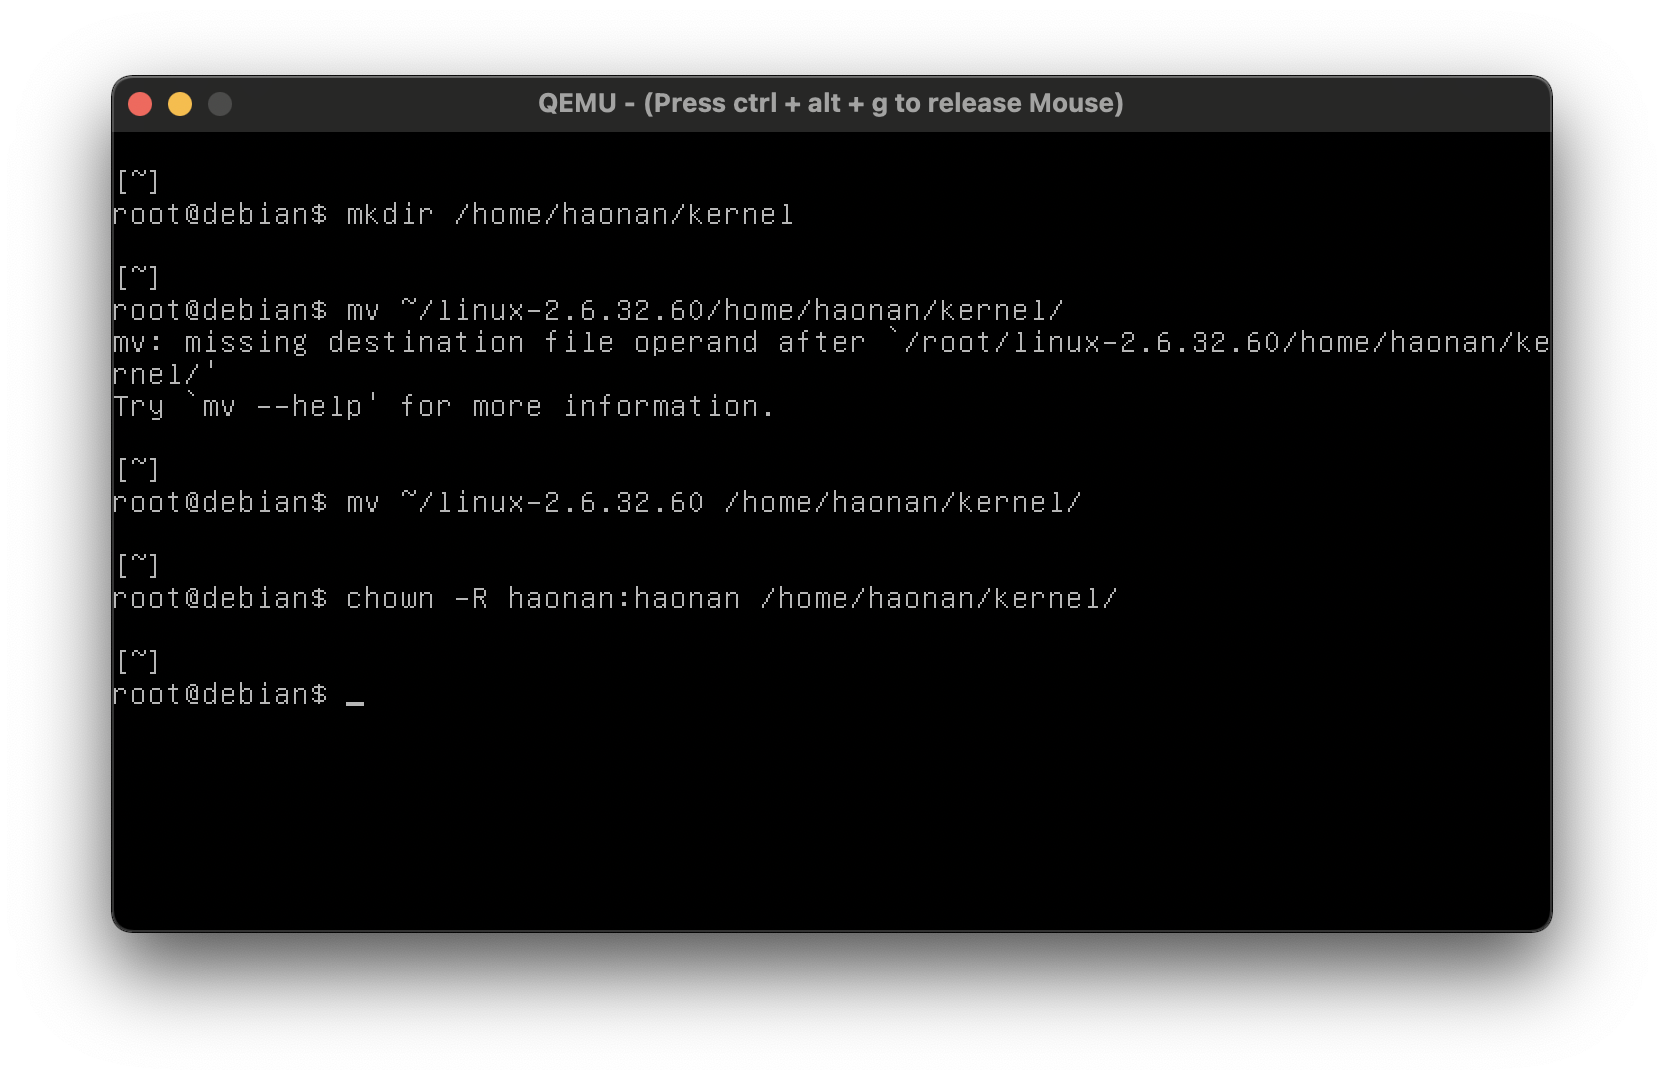 QEMU - (Press ctrl + alt + g to release Mouse)
[~]
root@debian$ mkdir /home/haonan/kernel
[~]
root@debian$ mv ~/linux-2.6.32.60/home/haonan/kernel/
mv: missing destination file operand after `/root/linux-2.6.32.60/home/haonan/ke
rnel/'
Try `mv --help' for more information.
[~]
root@debian$ mv ~/linux-2.6.32.60 /home/haonan/kernel/
[~]
root@debian$ chown -R haonan:haonan /home/haonan/kernel/
[~]
root@debian$ _